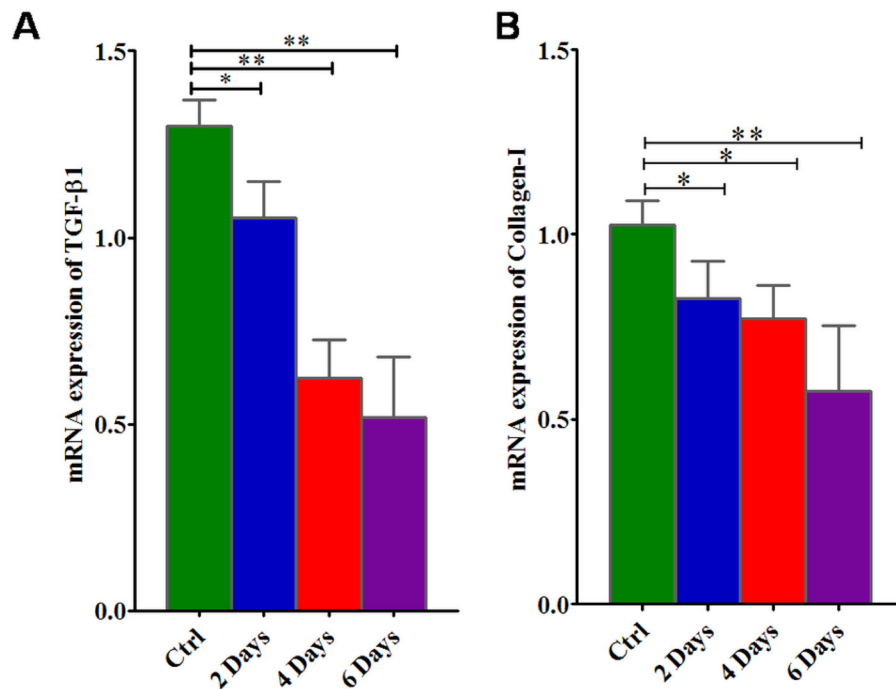 A
mRNA expression of TGF-β1
1.5
1.0
0.5
0.0
**
**
*
Ctrl
2 Days
4 Days
6 Days
B
mRNA expression of Collagen-I
1.5
1.0
0.5
0.0
**
*
*
Ctrl
2 Days
4 Days
6 Days